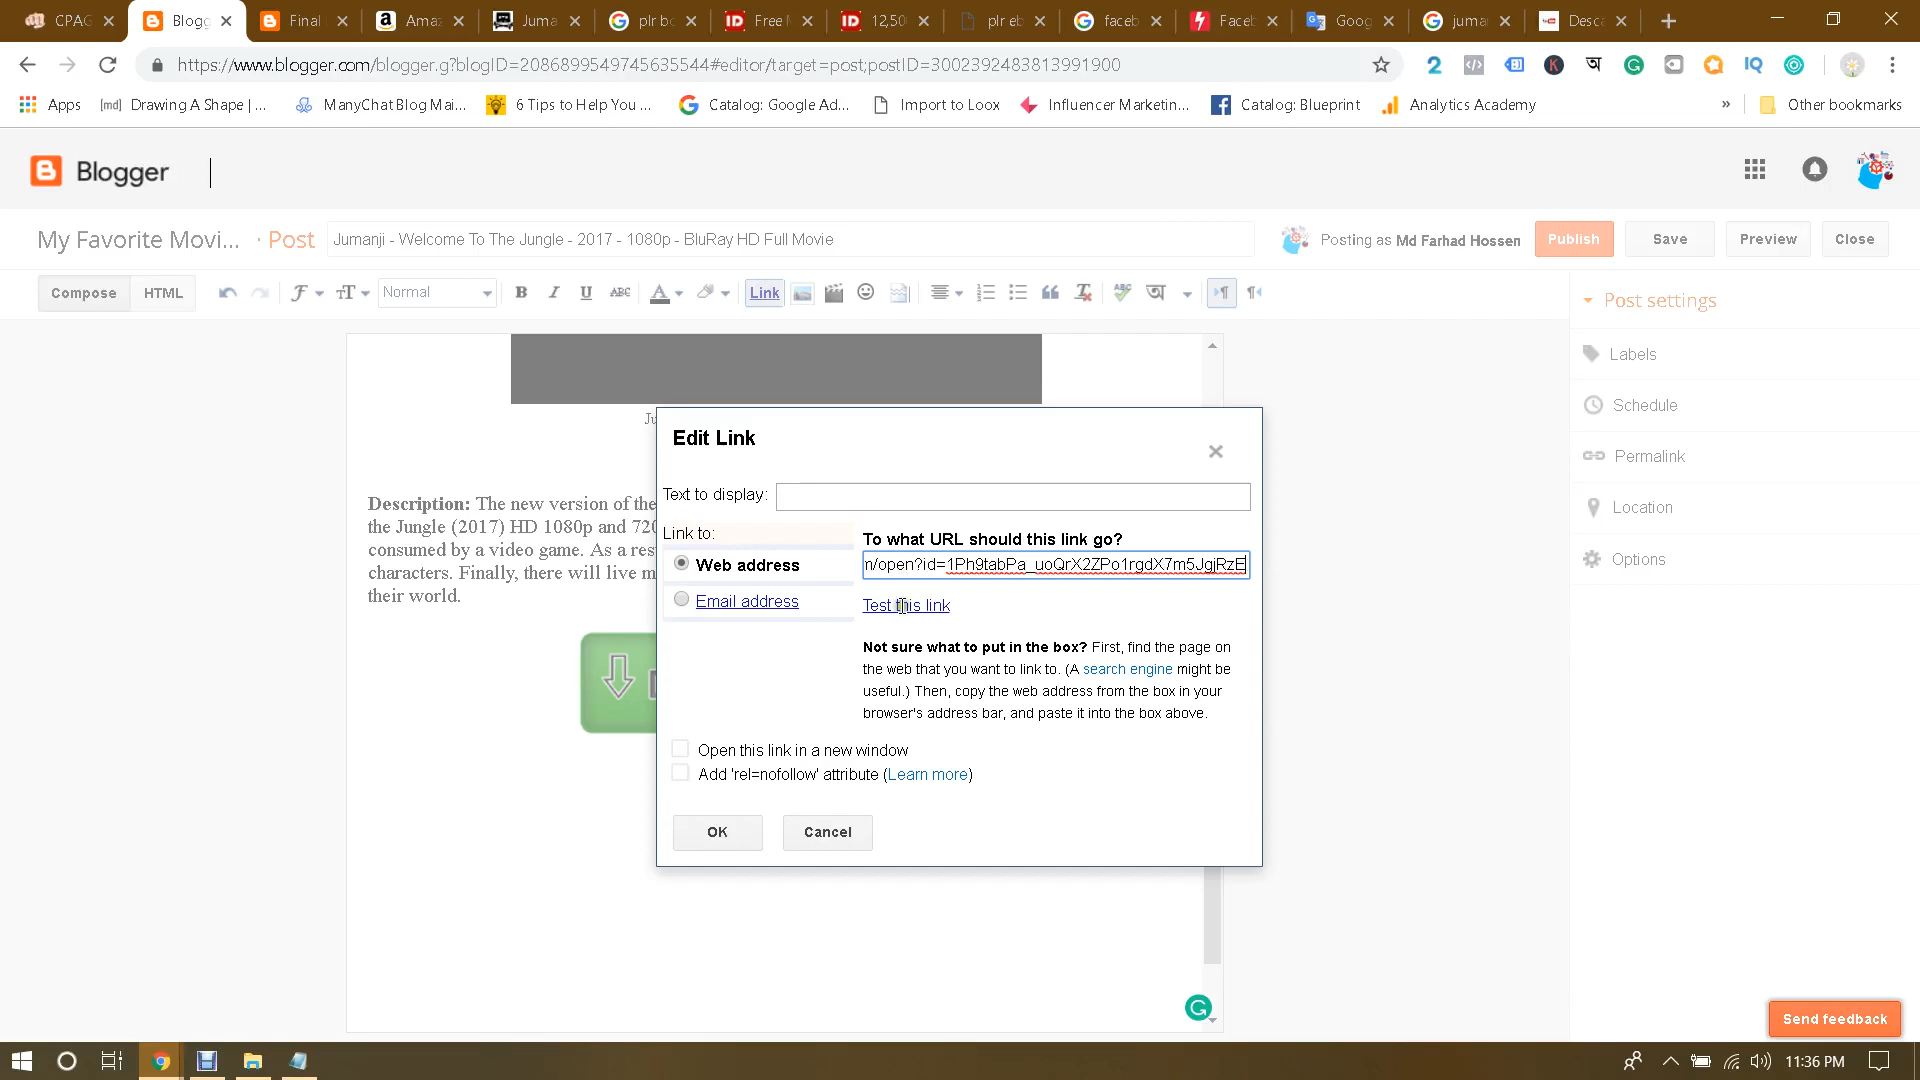 CPAG
Blogg
Final
Amaz
Juma
plr bo
Free M
12,50
plr eb
faceb
Faceb
Goog
juma
Desca
https://www.blogger.com/blogger.g?blogID=2086899549745635544#editor/target=post;postID=3002392483813991900
Apps
Drawing A Shape | ...
ManyChat Blog Mai...
6 Tips to Help You ...
Catalog: Google Ad...
Import to Loox
Influencer Marketin...
Catalog: Blueprint
Analytics Academy
»
Other bookmarks
Blogger
My Favorite Movi... · Post
Jumanji - Welcome To The Jungle - 2017 - 1080p - BluRay HD Full Movie
Posting as Md Farhad Hossen
Publish
Save
Preview
Close
Compose
HTML
Normal
B
I
U
ABC
A
Link
Post settings
Labels
Schedule
Permalink
Location
Options
Ju
Description: The new version of the
the Jungle (2017) HD 1080p and 720
consumed by a video game. As a res
characters. Finally, there will live m
their world.
Edit Link
Text to display:
Link to:
Web address
Email address
To what URL should this link go?
n/open?id=1Ph9tabPa_uoQrX2ZPo1rgdX7m5JgjRzE
Test this link
Not sure what to put in the box? First, find the page on
the web that you want to link to. (A search engine might be
useful.) Then, copy the web address from the box in your
browser's address bar, and paste it into the box above.
Open this link in a new window
Add 'rel=nofollow' attribute (Learn more)
OK
Cancel
Send feedback
11:36 PM